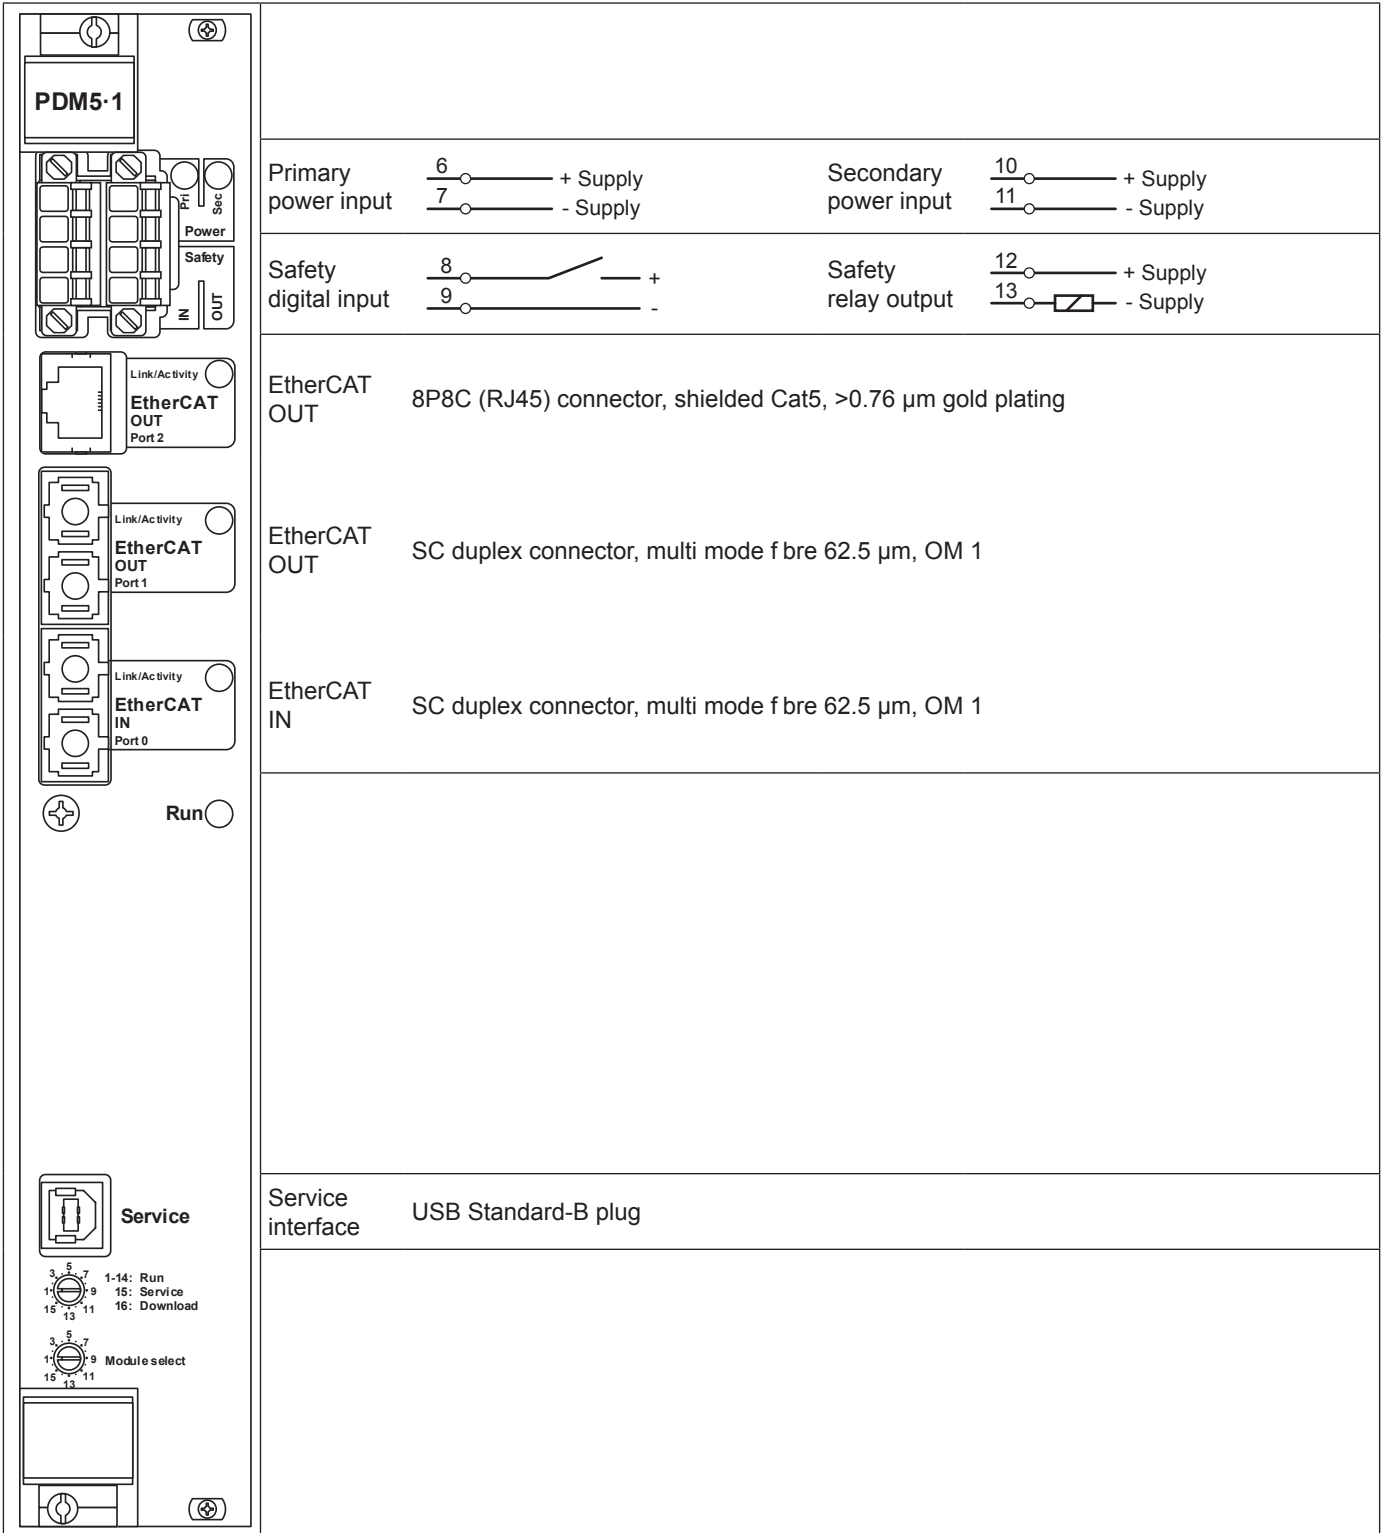 PDM5·1
Pri
Sec
Power
Safety
IN
OUT
Primary
power input
6
+ Supply
7
- Supply
Secondary
power input
10
+ Supply
11
- Supply
Safety
digital input
8
+
9
-
Safety
relay output
12
+ Supply
13
- Supply
Link/Activity
EtherCAT
OUT
Port 2
EtherCAT
OUT
8P8C (RJ45) connector, shielded Cat5, >0.76 µm gold plating
Link/Activity
EtherCAT
OUT
Port 1
EtherCAT
OUT
SC duplex connector, multi mode f bre 62.5 µm, OM 1
Link/Activity
EtherCAT
IN
Port 0
EtherCAT
IN
SC duplex connector, multi mode f bre 62.5 µm, OM 1
Run
Service
Service
interface
USB Standard-B plug
1 3 5 7 9 11 13 15
1-14: Run
15: Service
16: Download
1 3 5 7 9 11 13 15
Module select